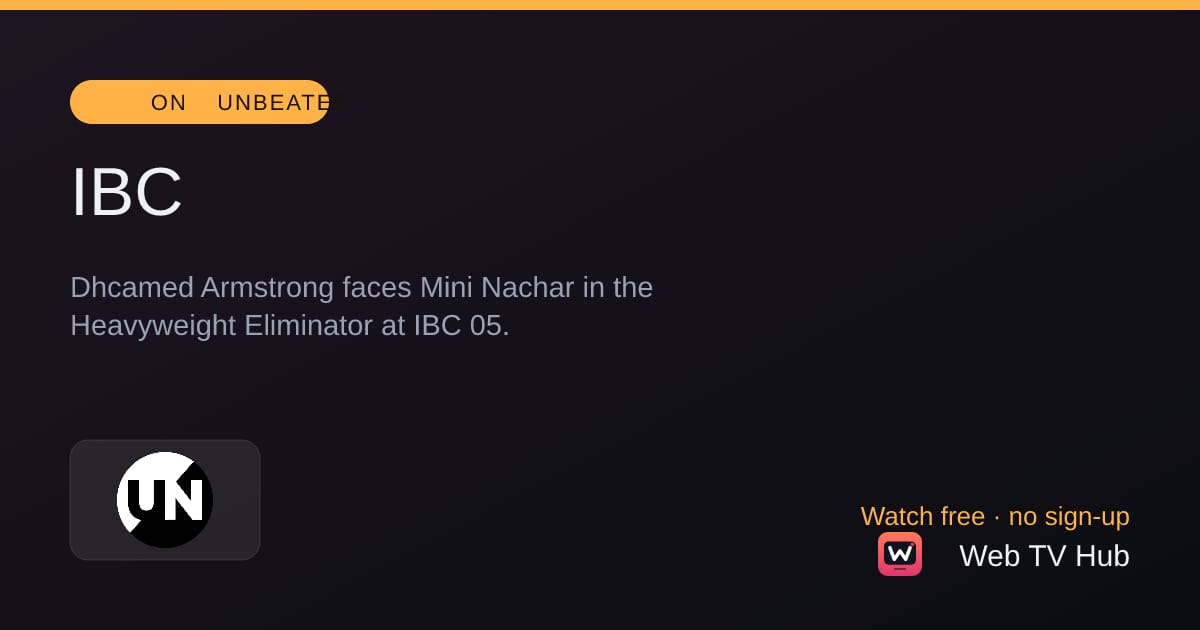 ON UNBEATE
IBC
Dhcamed Armstrong faces Mini Nachar in the
Heavyweight Eliminator at IBC 05.
UN
Watch free · no sign-up
W
Web TV Hub